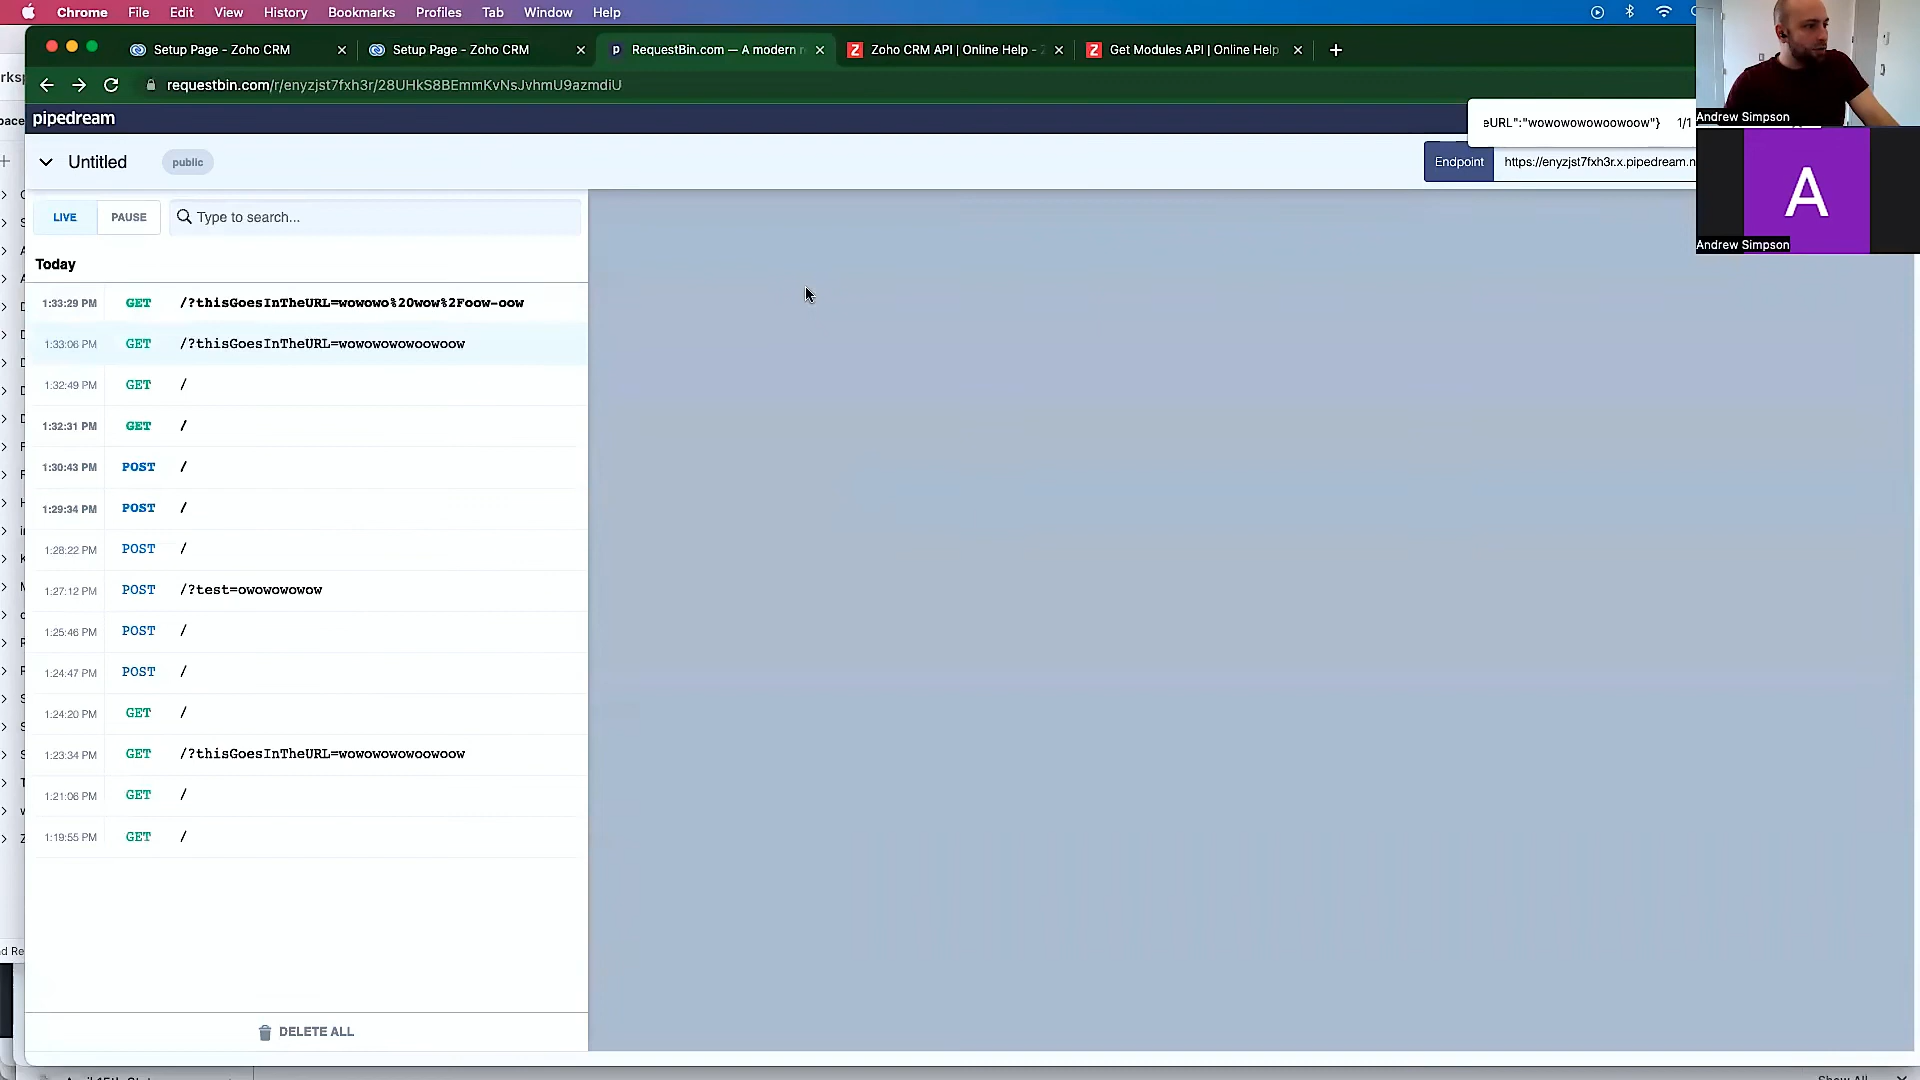 Chrome File Edit View History Bookmarks Profiles Tab Window Help
Setup Page - Zoho CRM
Setup Page - Zoho CRM
RequestBin.com — A modern
Zoho CRM API | Online Help -
Get Modules API | Online Help
requestbin.com/r/enyzjst7fxh3r/28UHkS8BEmmKvNsJvhmU9azmdiU
pipedream
eURL":"wowowowowoowoow"} 1/1
Andrew Simpson
Untitled public
Endpoint https://enyzjst7fxh3r.x.pipedream.n
A
Andrew Simpson
LIVE PAUSE Type to search...
Today
1:33:29 PM GET /?thisGoesInTheURL=wowowo%20wow%2Foow-oow
1:33:06 PM GET /?thisGoesInTheURL=wowowowowoowoow
1:32:49 PM GET /
1:32:31 PM GET /
1:30:43 PM POST /
1:29:34 PM POST /
1:28:22 PM POST /
1:27:12 PM POST /?test=owowowowow
1:25:46 PM POST /
1:24:47 PM POST /
1:24:20 PM GET /
1:23:34 PM GET /?thisGoesInTheURL=wowowowowoowoow
1:21:06 PM GET /
1:19:55 PM GET /
DELETE ALL